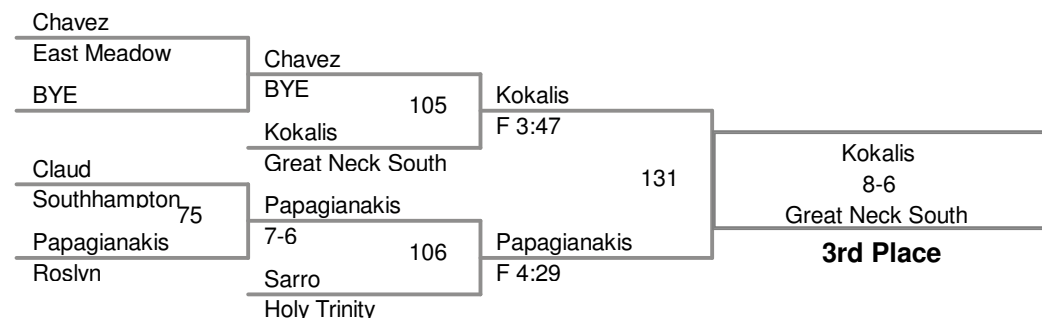 Chavez
East Meadow
BYE
Chavez
BYE
105
Kokalis
Great Neck South
Kokalis
F 3:47
Claud
Southhampton
75
Papagianakis
Roslyn
Papagianakis
7-6
106
Sarro
Holy Trinity
Papagianakis
F 4:29
131
Kokalis
8-6
Great Neck South
3rd Place